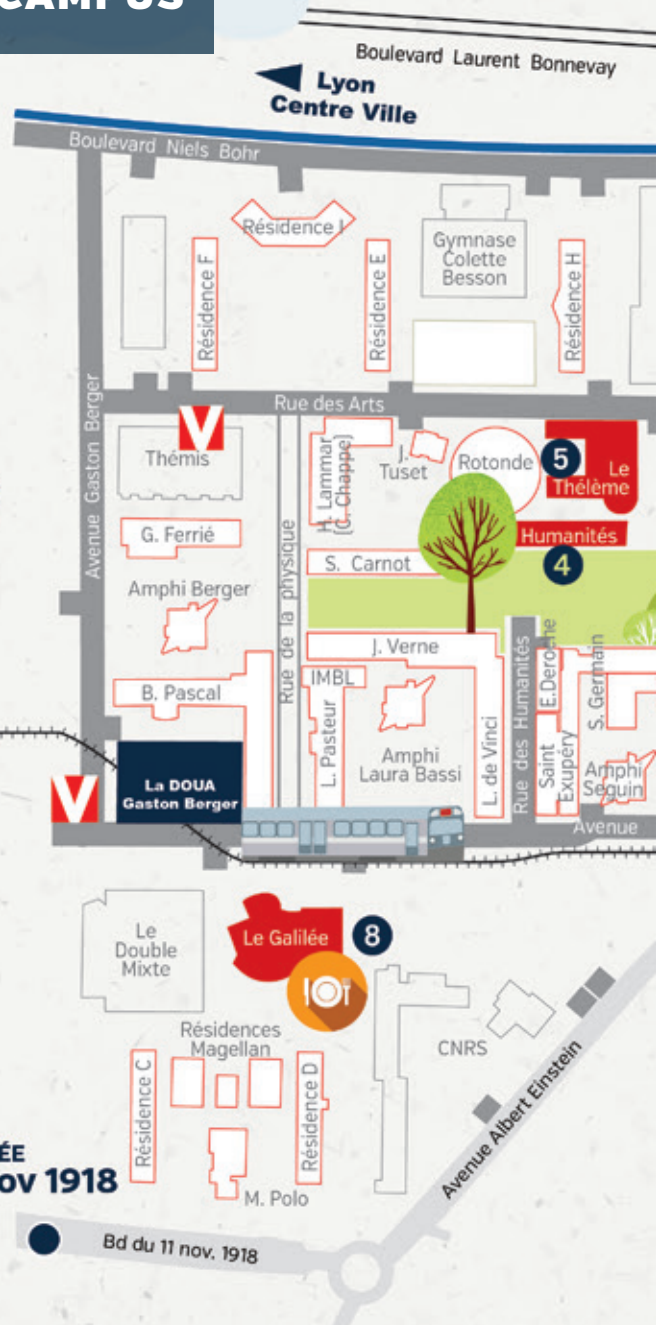 CAMPUS
Boulevard Laurent Bonnevay
Lyon
Centre Ville
Boulevard Niels Bohr
Résidence I
Résidence F
Résidence E
Gymnase
Colette
Besson
Résidence H
Avenue Gaston Berger
Rue des Arts
V
Thémis
H. Lammar
(C. Chappe)
J.
Tuset
Rotonde
5
Le
Thélème
G. Ferrié
Humanités
4
S. Carnot
Amphi Berger
Rue de la physique
J. Verne
B. Pascal
IMBL
L. Pasteur
Amphi
Laura Bassi
L. de Vinci
Rue des Humanités
E.Deroche
Saint
Exupéry
S. Germain
Amphi
Seguin
V
La DOUA
Gaston Berger
Avenue
Le
Double
Mixte
Le Galilée
8
Résidences
Magellan
CNRS
Résidence C
Résidence D
Avenue Albert Einstein
ÉE
ov 1918
M. Polo
Bd du 11 nov. 1918